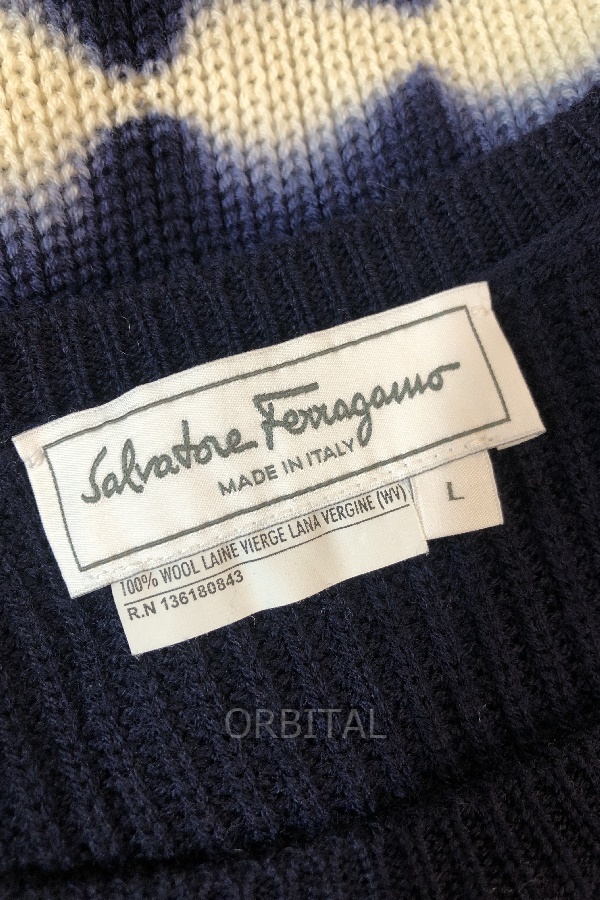 Salvatore Ferragamo
MADE IN ITALY
L
100% WOOL LAINE VIERGE LANA VERGINE (WV)
R.N 136180843
ORBITAL